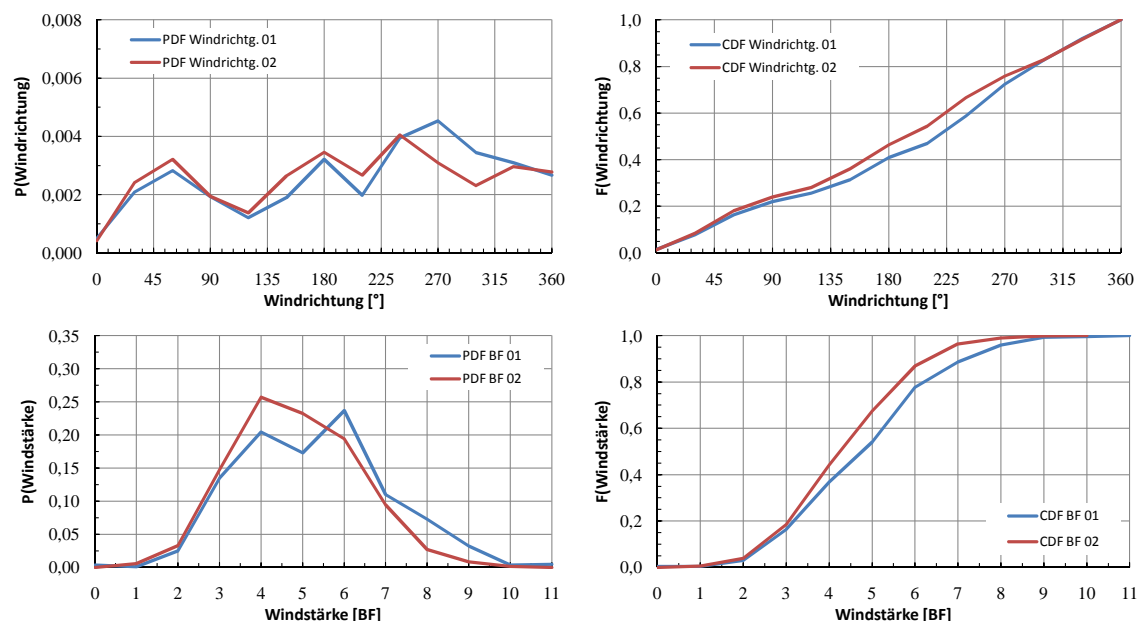 0,008
0,006
0,004
0,002
0,000
P(Windrichtung)
PDF Windrichtg. 01
PDF Windrichtg. 02
0 45 90 135 180 225 270 315 360
Windrichtung [°]
1,0
0,8
0,6
0,4
0,2
0,0
F(Windrichtung)
CDF Windrichtg. 01
CDF Windrichtg. 02
0 45 90 135 180 225 270 315 360
Windrichtung [°]
0,35
0,30
0,25
0,20
0,15
0,10
0,05
0,00
P(Windstärke)
PDF BF 01
PDF BF 02
0 1 2 3 4 5 6 7 8 9 10 11
Windstärke [BF]
1,0
0,8
0,6
0,4
0,2
0,0
F(Windstärke)
CDF BF 01
CDF BF 02
0 1 2 3 4 5 6 7 8 9 10 11
Windstärke [BF]